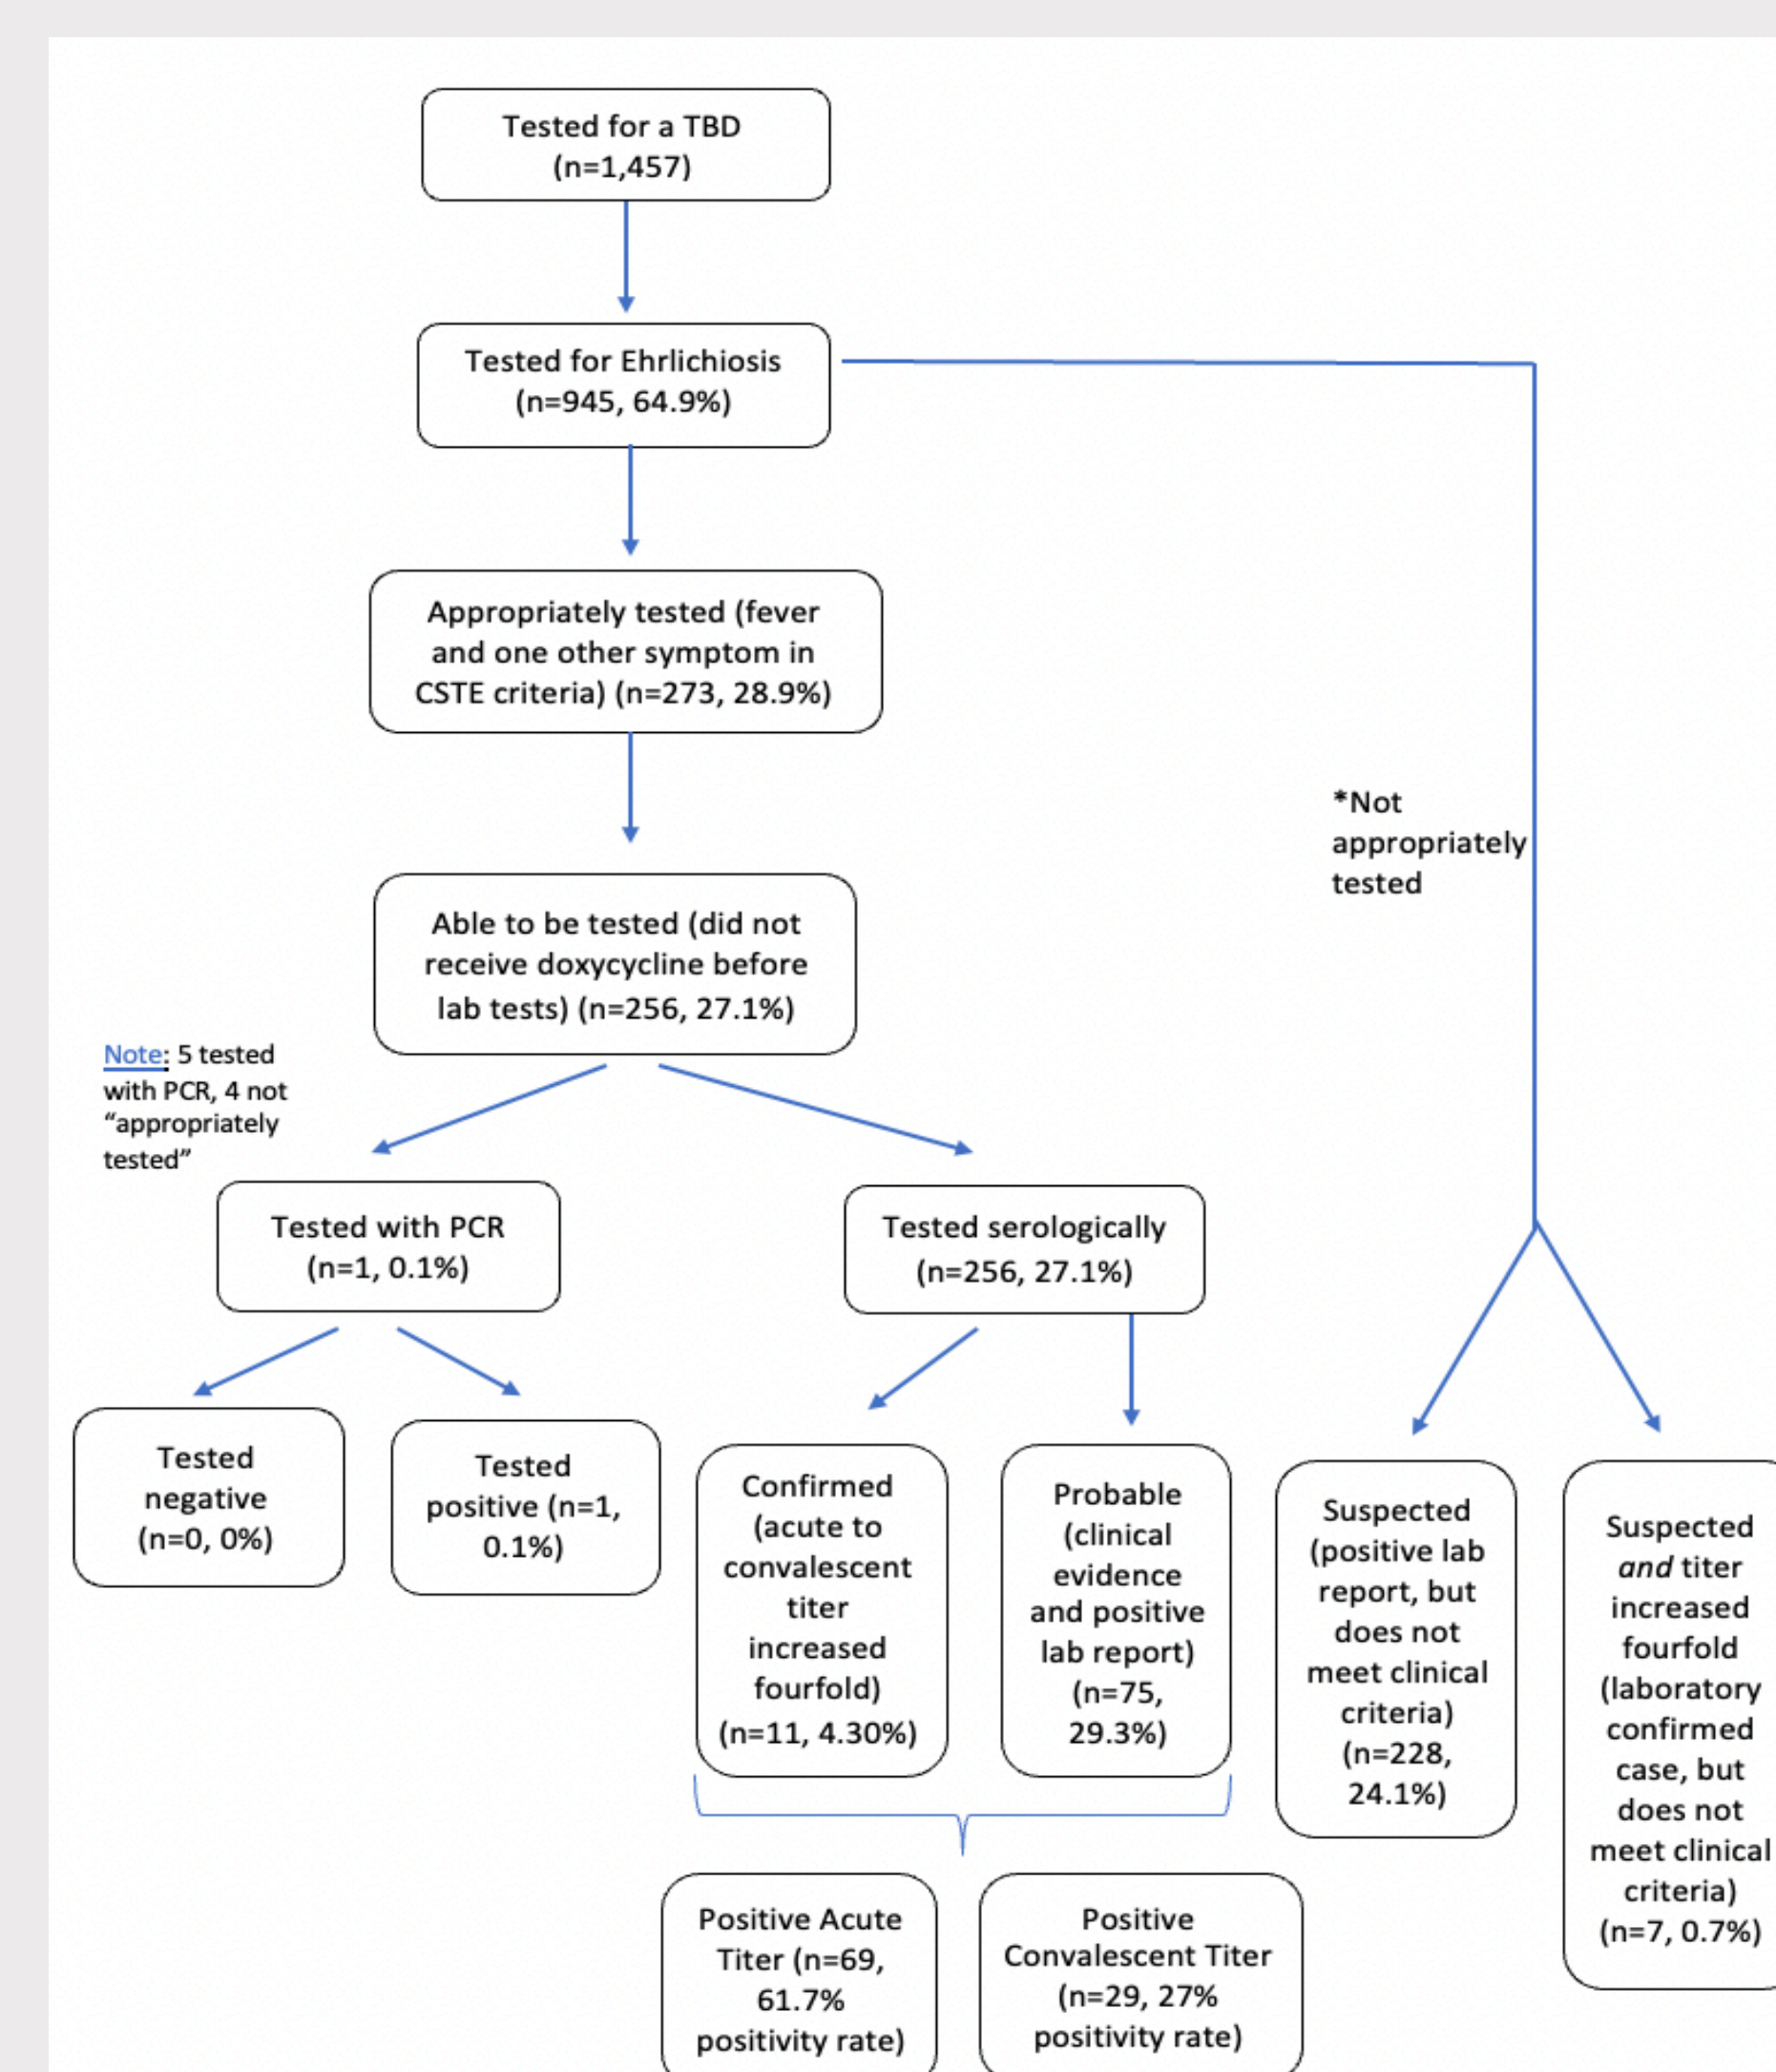 Tested for a TBD
(n=1,457)
Tested for Ehrlichiosis
(n=945, 64.9%)
Appropriately tested (fever
and one other symptom in
CSTE criteria) (n=273, 28.9%)
*Not
appropriately
tested
Able to be tested (did not
receive doxycycline before
lab tests) (n=256, 27.1%)
Note: 5 tested
with PCR, 4 not
“appropriately
tested”
Tested with PCR
(n=1, 0.1%)
Tested serologically
(n=256, 27.1%)
Tested
negative
(n=0, 0%)
Tested
positive (n=1,
0.1%)
Confirmed
(acute to
convalescent
titer
increased
fourfold)
(n=11, 4.30%)
Probable
(clinical
evidence
and positive
lab report)
(n=75,
29.3%)
Suspected
(positive lab
report, but
does not
meet clinical
criteria)
(n=228,
24.1%)
Suspected
and titer
increased
fourfold
(laboratory
confirmed
case, but
does not
meet clinical
criteria)
(n=7, 0.7%)
Positive Acute
Titer (n=69,
61.7%
positivity rate)
Positive
Convalescent Titer
(n=29, 27%
positivity rate)